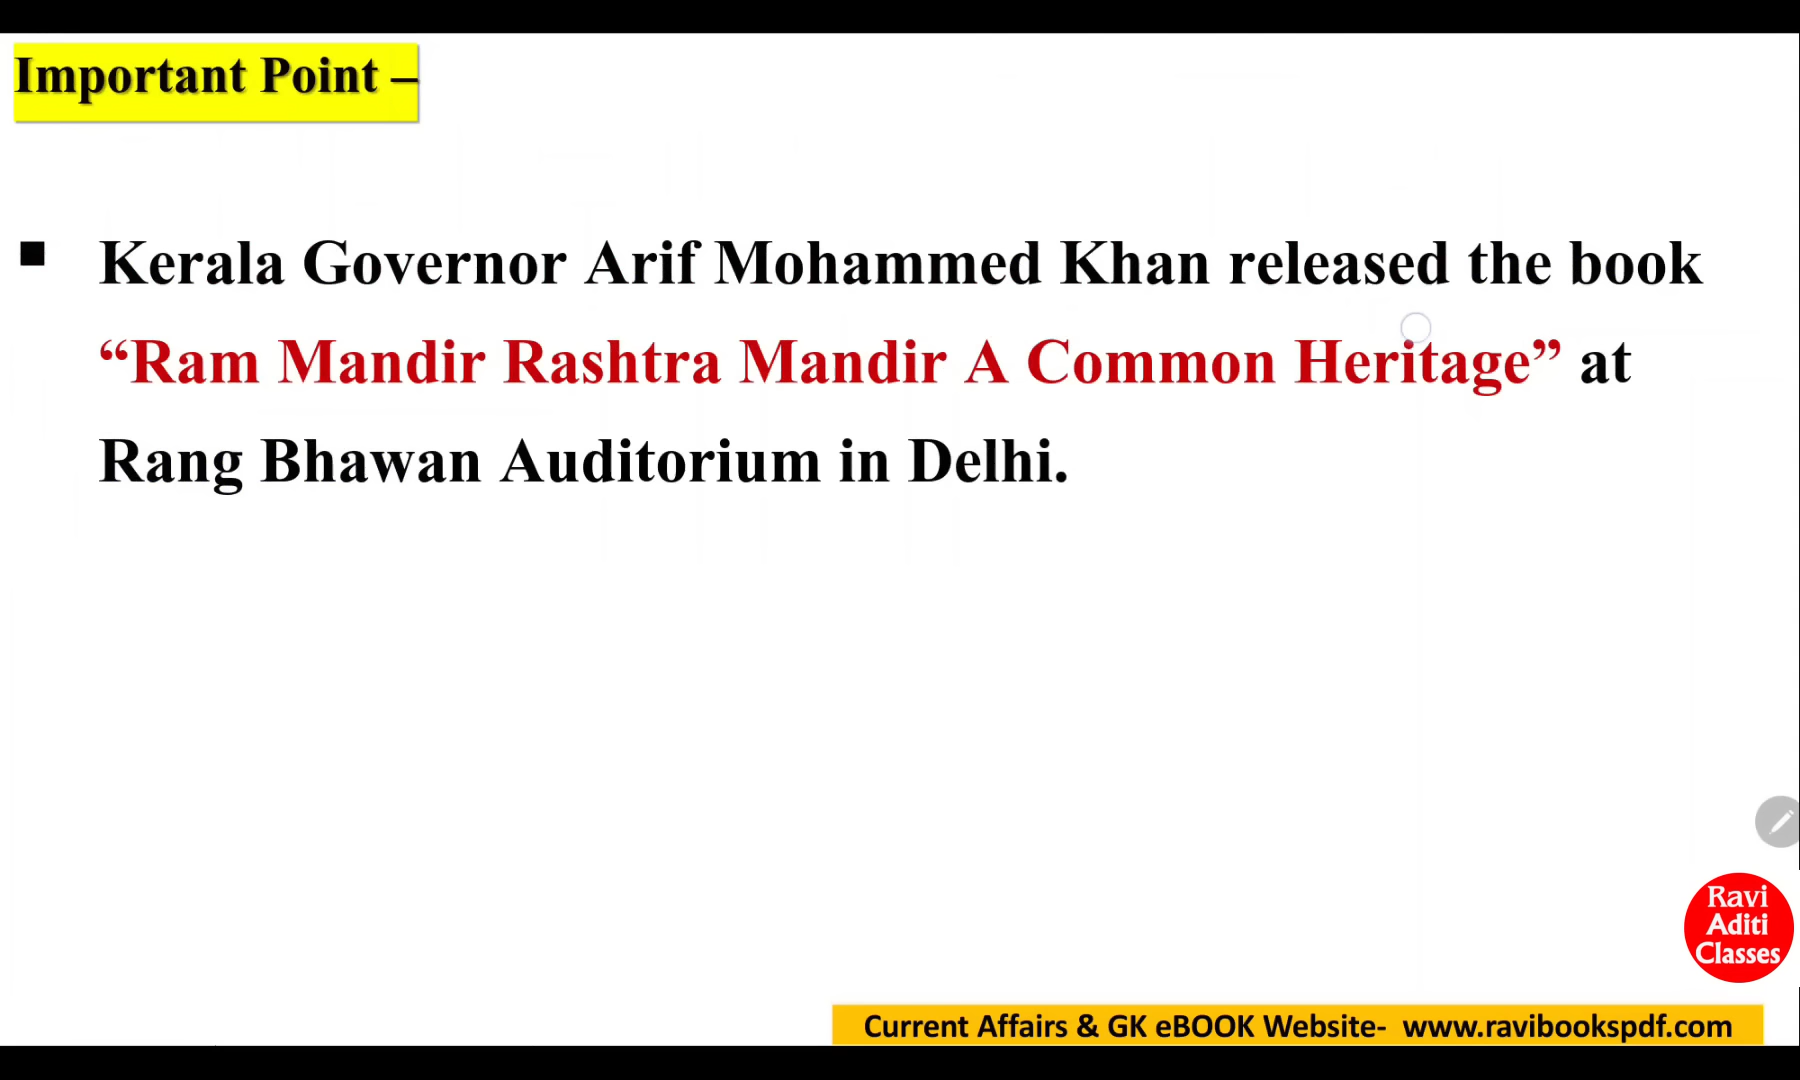 Important Point –
▪ Kerala Governor Arif Mohammed Khan released the book
“Ram Mandir Rashtra Mandir A Common Heritage” at
Rang Bhawan Auditorium in Delhi.
Ravi
Aditi
Classes
Current Affairs & GK eBOOK Website- www.ravibookspdf.com